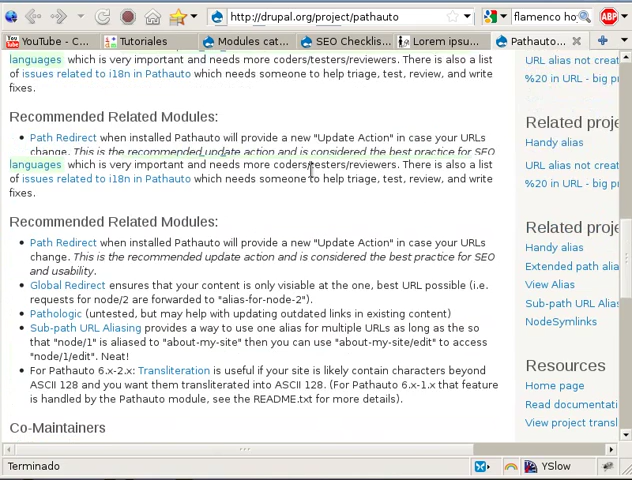 http://drupal.org/project/pathauto
flamenco ho
ABP
YouTube - C...
Tutoriales
Modules cat...
SEO Checklis...
Lorem ipsu...
Pathauto...
languages which is very important and needs more coders/testers/reviewers. There is also a list
of issues related to i18n in Pathauto which needs someone to help triage, test, review, and write
fixes.
Recommended Related Modules:
Path Redirect when installed Pathauto will provide a new "Update Action" in case your URLs
change. This is the recommended update action and is considered the best practice for SEO
languages which is very important and needs more coders/testers/reviewers. There is also a list
of issues related to i18n in Pathauto which needs someone to help triage, test, review, and write
fixes.
Recommended Related Modules:
Path Redirect when installed Pathauto will provide a new "Update Action" in case your URLs
change. This is the recommended update action and is considered the best practice for SEO
and usability.
Global Redirect ensures that your content is only visiable at the one, best URL possible (i.e.
requests for node/2 are forwarded to "alias-for-node-2").
Pathologic (untested, but may help with updating outdated links in existing content)
Sub-path URL Aliasing provides a way to use one alias for multiple URLs as long as the so
that "node/1" is aliased to "about-my-site" then you can use "about-my-site/edit" to access
"node/1/edit". Neat!
For Pathauto 6.x-2.x: Transliteration is useful if your site is likely contain characters beyond
ASCII 128 and you want them transliterated into ASCII 128. (For Pathauto 6.x-1.x that feature
is handled by the Pathauto module, see the README.txt for more details).
Co-Maintainers
URL alias not creat
%20 in URL - big pr
Related proje
Handy alias
URL alias not creat
%20 in URL - big pr
Related proje
Handy alias
Extended path alia
View Alias
Sub-path URL Alias
NodeSymlinks
Resources
Home page
Read documentati
View project transl
Terminado
YSlow